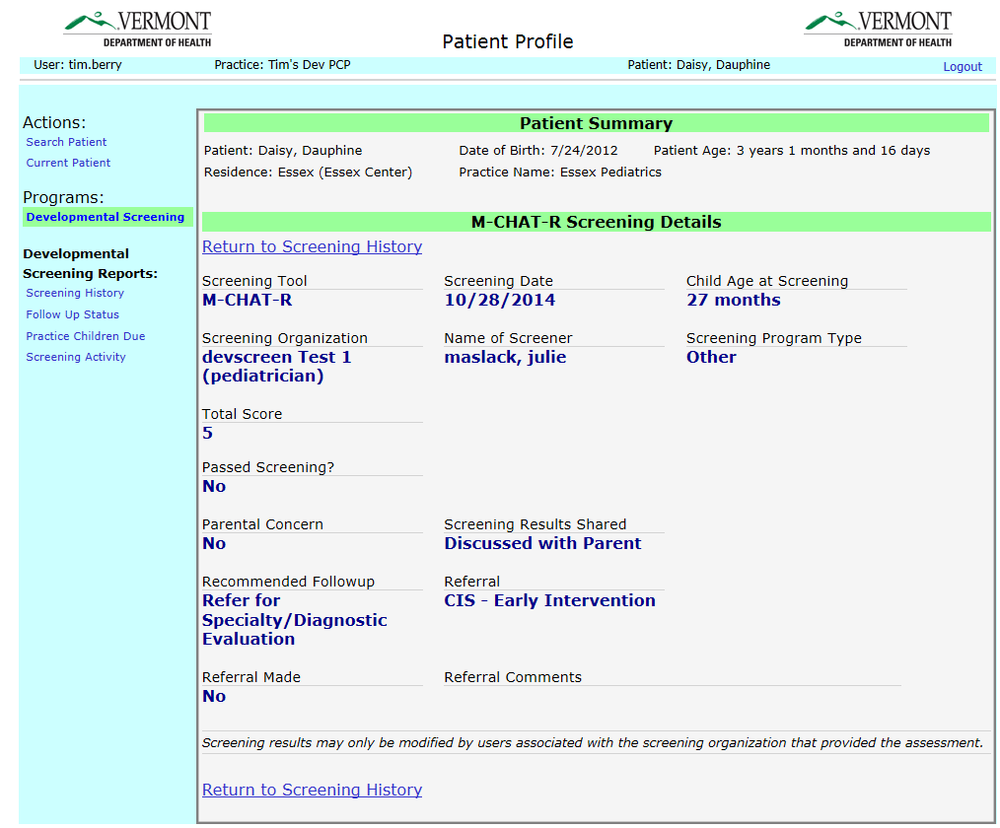 VERMONT
DEPARTMENT OF HEALTH
Patient Profile
VERMONT
DEPARTMENT OF HEALTH
User: tim.berry Practice: Tim's Dev PCP Patient: Daisy, Dauphine Logout
Actions:
Search Patient
Current Patient
Programs:
Developmental Screening
Developmental
Screening Reports:
Screening History
Follow Up Status
Practice Children Due
Screening Activity
Patient Summary
Patient: Daisy, Dauphine Date of Birth: 7/24/2012 Patient Age: 3 years 1 months and 16 days
Residence: Essex (Essex Center) Practice Name: Essex Pediatrics
M-CHAT-R Screening Details
Return to Screening History
Screening Tool Screening Date Child Age at Screening
M-CHAT-R 10/28/2014 27 months
Screening Organization Name of Screener Screening Program Type
devscreen Test 1 maslack, julie Other
(pediatrician)
Total Score
5
Passed Screening?
No
Parental Concern Screening Results Shared
No Discussed with Parent
Recommended Followup Referral
Refer for CIS - Early Intervention
Specialty/Diagnostic
Evaluation
Referral Made Referral Comments
No
Screening results may only be modified by users associated with the screening organization that provided the assessment.
Return to Screening History